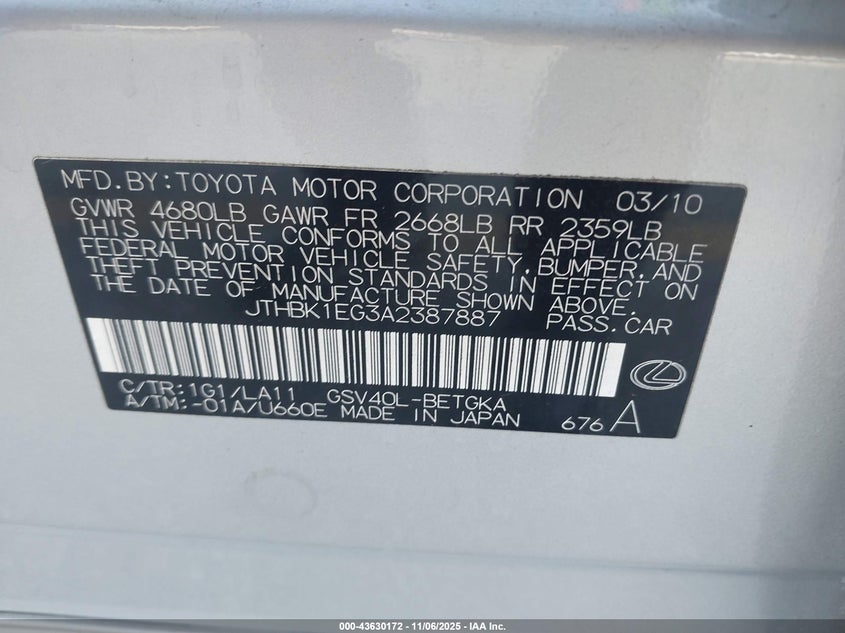 MFD.BY:TOYOTA MOTOR CORPORATION 03/10
GVWR 4680LB GAWR FR 2668LB RR 2359LB
THIS VEHICLE CONFORMS TO ALL APPLICABLE
FEDERAL MOTOR VEHICLE SAFETY,BUMPER,AND
THEFT PREVENTION STANDARDS IN EFFECT ON
THE DATE OF MANUFACTURE SHOWN ABOVE.
JTHBK1EG3A2387887 PASS.CAR
C/TR:1G1/LA11 GSV40L-BETGKA
A/TM:-01A/U660E MADE IN JAPAN 676A
000-43630172 - 11/06/2025 - IAA Inc.